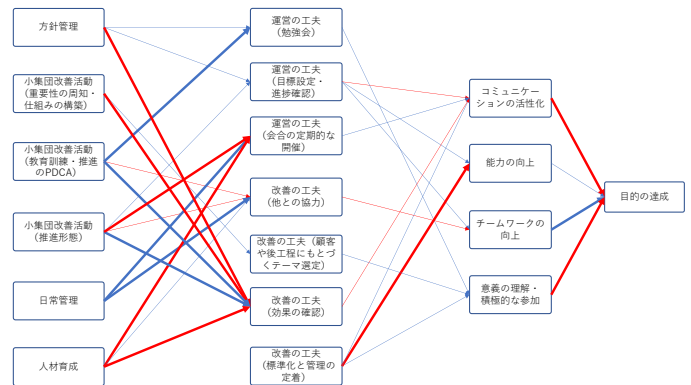 方針管理
小集団改善活動
（重要性の周知・
仕組みの構築）
小集団改善活動
（教育訓練・推進
のPDCA）
小集団改善活動
（推進形態）
日常管理
人材育成
運営の工夫
（勉強会）
運営の工夫
（目標設定・
進捗確認）
運営の工夫
（会合の定期的な
開催）
改善の工夫
（他との協力）
改善の工夫（顧客
や後工程にもとづ
くテーマ選定）
改善の工夫
（効果の確認）
改善の工夫
（標準化と管理の
定着）
コミュニケー
ションの活性化
能力の向上
チームワークの
向上
意義の理解・
積極的な参加
目的の達成